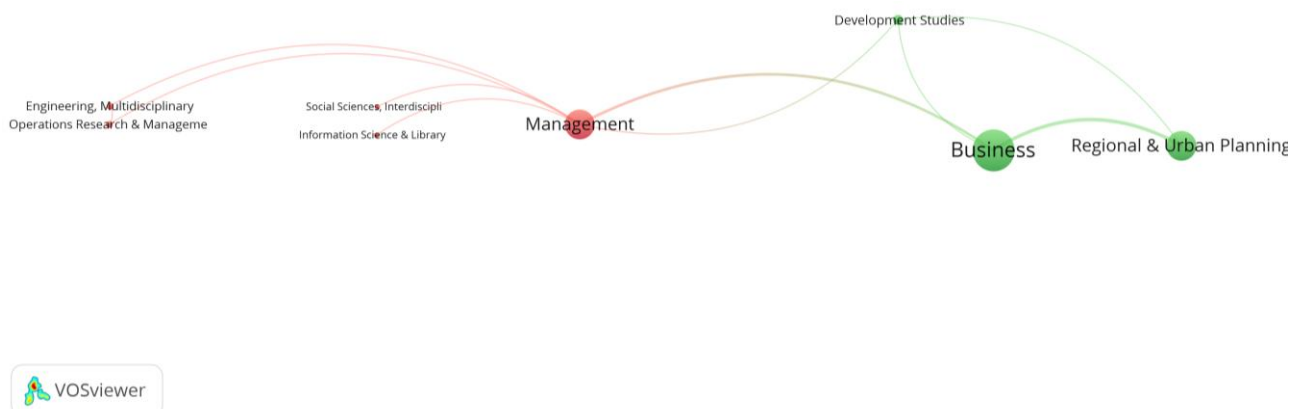 Development Studies
Engineering, Multidisciplinary
Social Sciences, Interdiscipli
Operations Research & Manageme
Management
Information Science & Library
Business
Regional & Urban Planning
VOSviewer